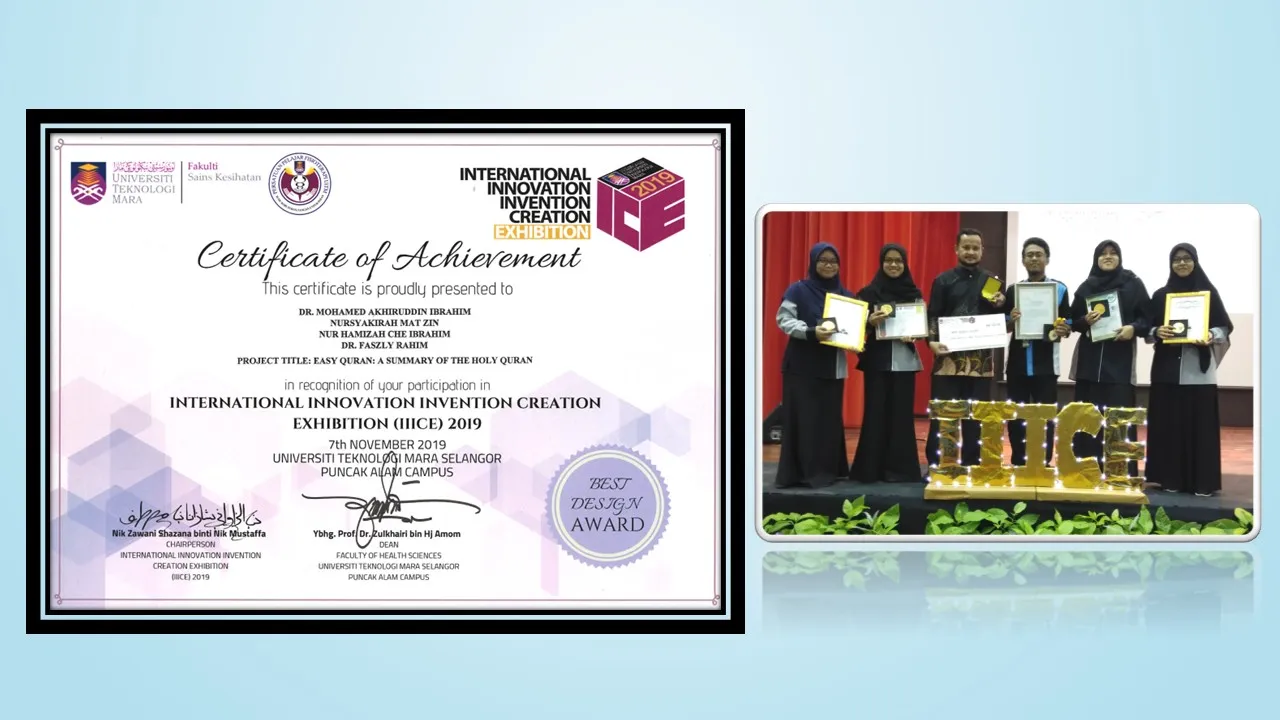 UNIVERSITI
TEKNOLOGI
MARA
Fakulti
Sains Kesihatan
INTERNATIONAL
INNOVATION
INVENTION
CREATION
EXHIBITION
2019
ICE
Certificate of Achievement
This certificate is proudly presented to
DR. MOHAMED AKHIRUDDIN IBRAHIM
NURSYAKIRAH MAT ZIN
NUR HAMIZAH CHE IBRAHIM
DR. FASZLY RAHIM
PROJECT TITLE: EASY QURAN: A SUMMARY OF THE HOLY QURAN
in recognition of your participation in
INTERNATIONAL INNOVATION INVENTION CREATION
EXHIBITION (IIICE) 2019
7th NOVEMBER 2019
UNIVERSITI TEKNOLOGI MARA SELANGOR
PUNCAK ALAM CAMPUS
BEST
DESIGN
AWARD
Nik Zawani Shazana binti Nik Mustaffa
CHAIRPERSON
INTERNATIONAL INNOVATION INVENTION
CREATION EXHIBITION
(IIICE) 2019
Ybhg. Prof. Dr. Zulkhairi bin Hj Amom
DEAN
FACULTY OF HEALTH SCIENCES
UNIVERSITI TEKNOLOGI MARA SELANGOR
PUNCAK ALAM CAMPUS
IIICE